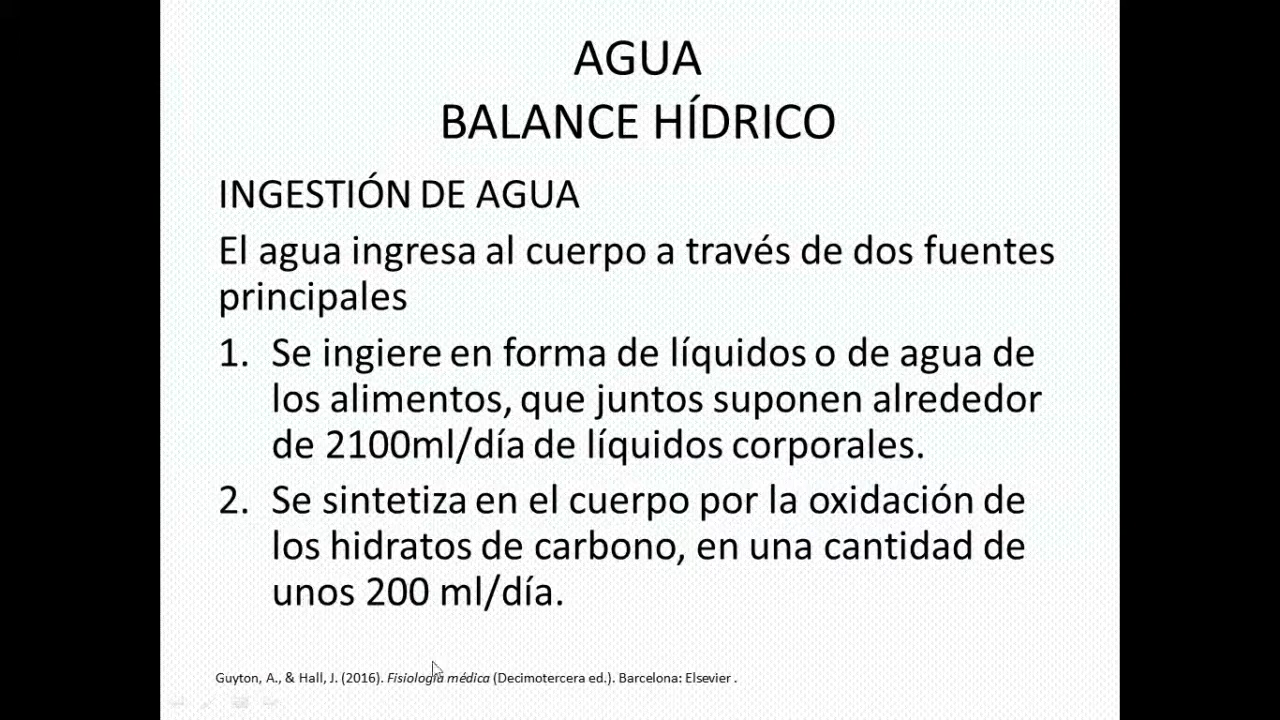 AGUA
BALANCE HÍDRICO
INGESTIÓN DE AGUA
El agua ingresa al cuerpo a través de dos fuentes
principales
1. Se ingiere en forma de líquidos o de agua de
los alimentos, que juntos suponen alrededor
de 2100ml/día de líquidos corporales.
2. Se sintetiza en el cuerpo por la oxidación de
los hidratos de carbono, en una cantidad de
unos 200 ml/día.
Guyton, A., & Hall, J. (2016). Fisiología médica (Decimotercera ed.). Barcelona: Elsevier .